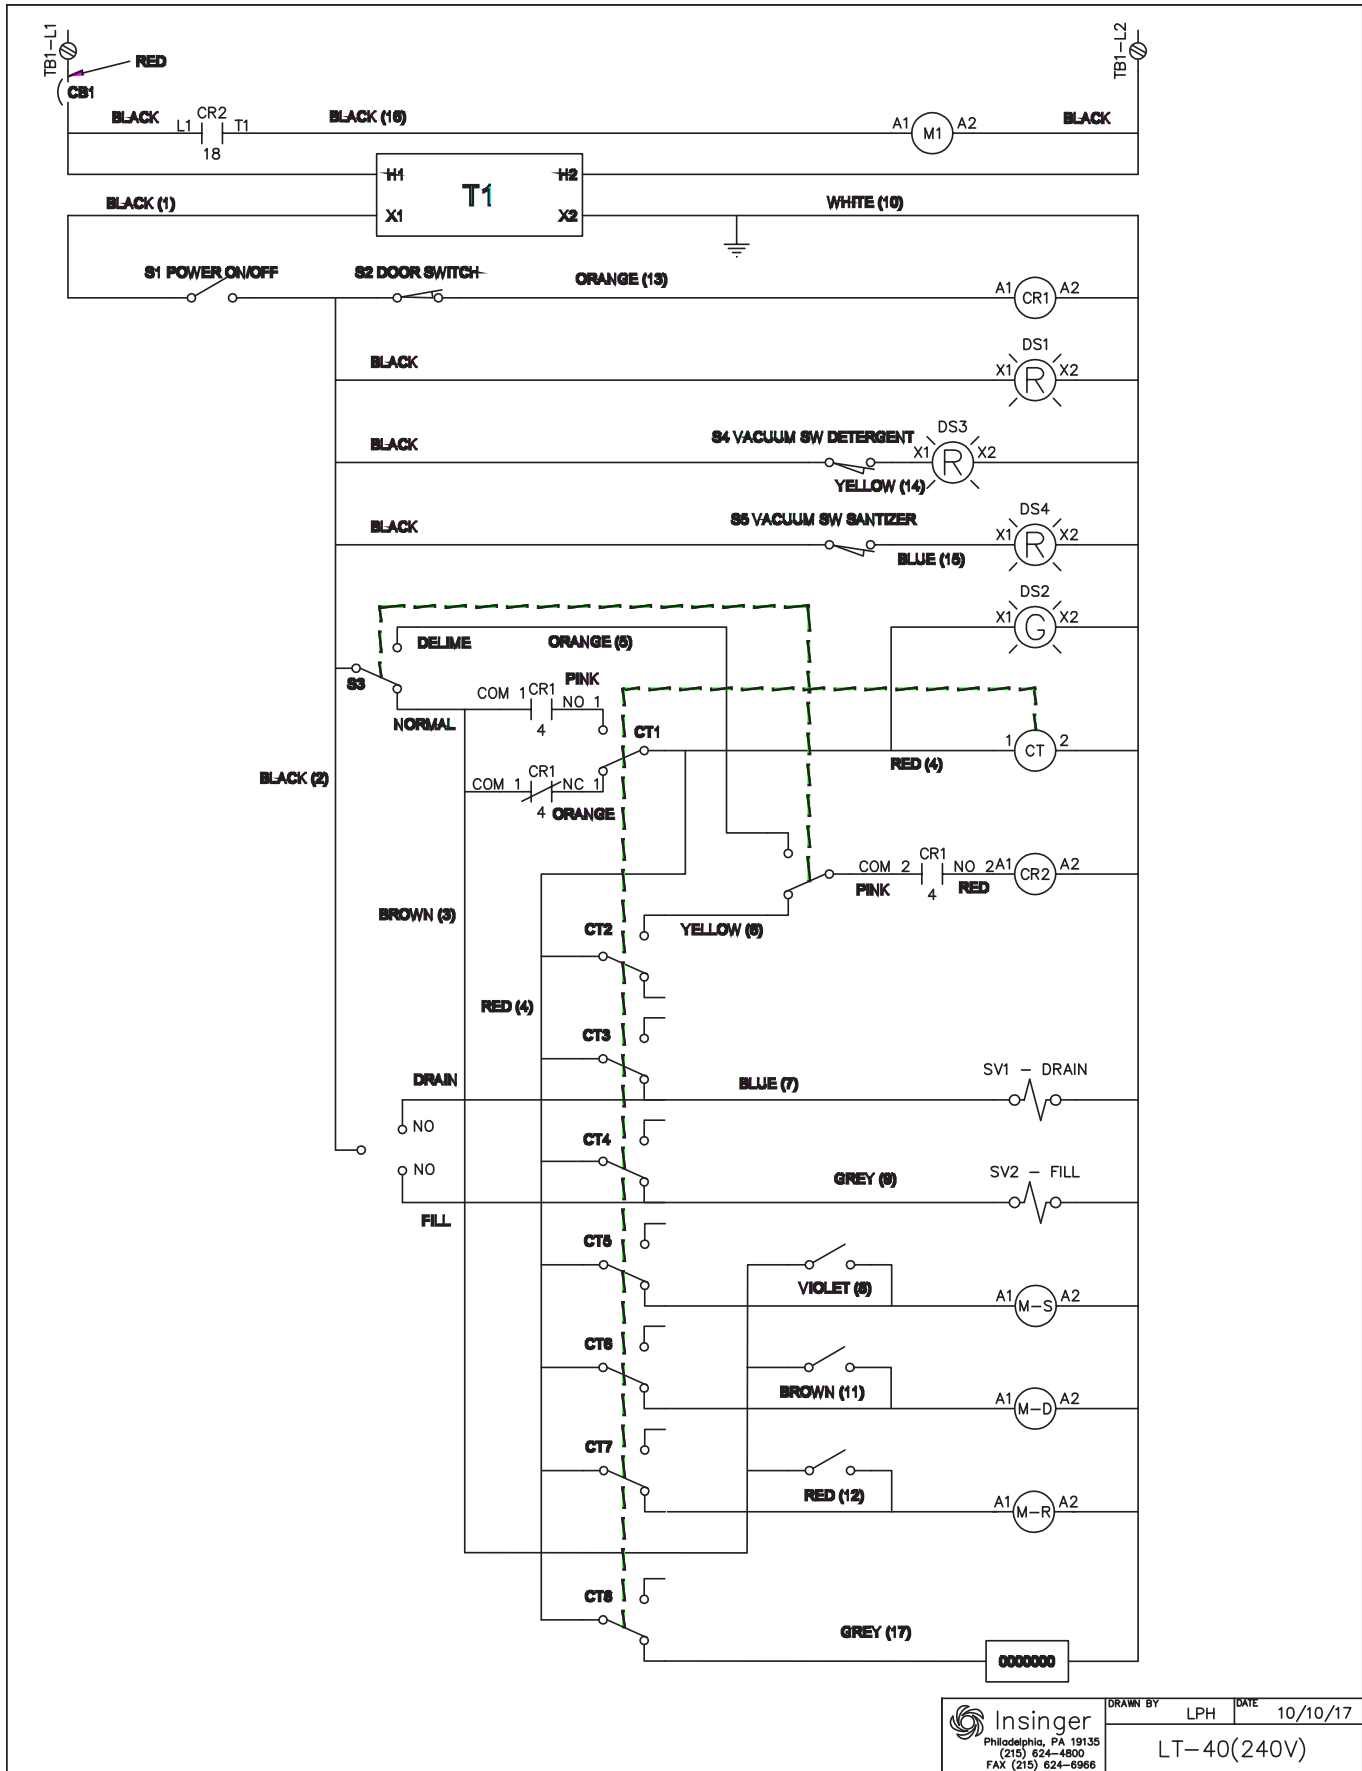 TB1-L1
TB1-L2
RED
CB1
BLACK
L1
CR2
T1
18
BLACK (16)
A1
M1
A2
BLACK
H1
T1
H2
BLACK (1)
X1
X2
WHITE (10)
S1 POWER ON/OFF
S2 DOOR SWITCH
ORANGE (13)
A1
CR1
A2
DS1
BLACK
X1
R
X2
S4 VACUUM SW DETERGENT
DS3
BLACK
X1
R
X2
YELLOW (14)
S5 VACUUM SW SANTIZER
DS4
BLACK
X1
R
X2
BLUE (15)
DS2
X1
G
X2
DELIME
ORANGE (5)
S3
PINK
COM 1
CR1
NO 1
4
NORMAL
CT1
1
CT
2
RED (4)
BLACK (2)
COM 1
CR1
NC 1
4
ORANGE
COM 2
CR1
NO 2
A1
CR2
A2
PINK
4
RED
BROWN (3)
CT2
YELLOW (6)
RED (4)
CT3
SV1 - DRAIN
DRAIN
BLUE (7)
NO
CT4
NO
GREY (9)
SV2 - FILL
FILL
CT5
VIOLET (8)
A1
M-S
A2
CT6
BROWN (11)
A1
M-D
A2
CT7
RED (12)
A1
M-R
A2
CT8
GREY (17)
0000000
Insinger
Philadelphia, PA 19135
(215) 624-4800
FAX (215) 624-6966
DRAWN BY
LPH
DATE
10/10/17
LT-40(240V)